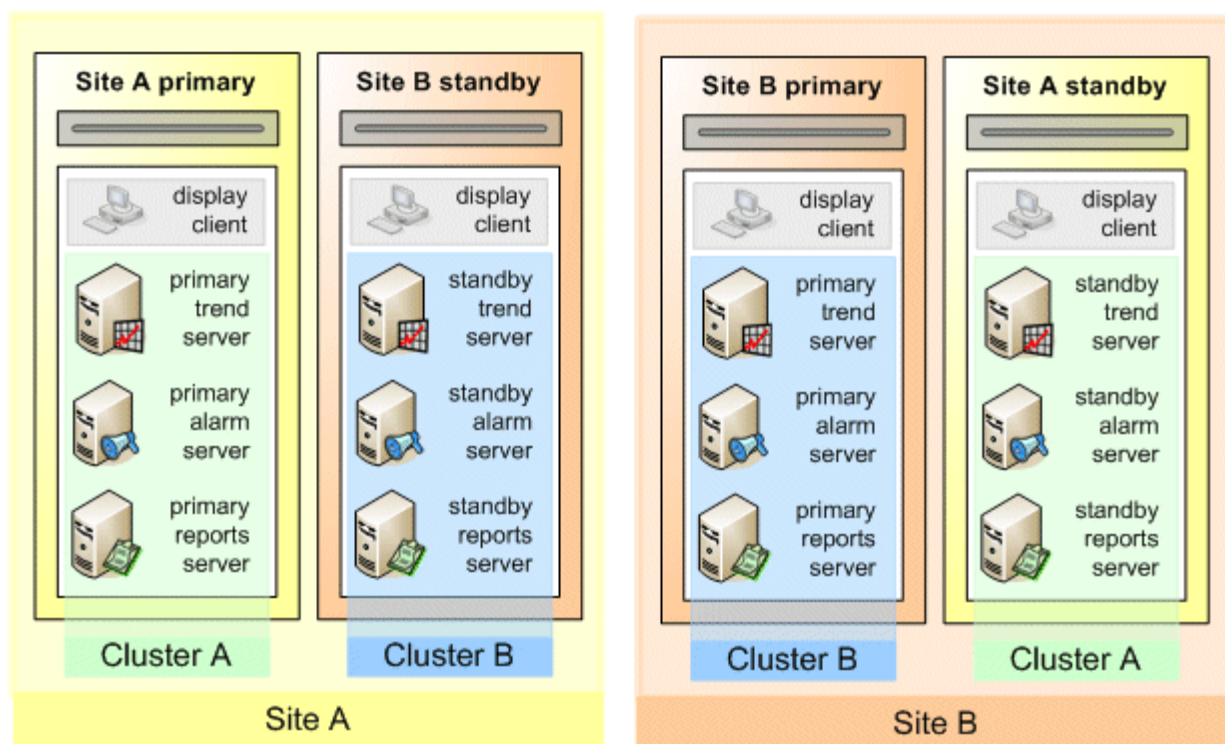 Site A primary
display
client
primary
trend
server
primary
alarm
server
primary
reports
server
Cluster A
Site B standby
display
client
standby
trend
server
standby
alarm
server
standby
reports
server
Cluster B
Site A
Site B primary
display
client
primary
trend
server
primary
alarm
server
primary
reports
server
Cluster B
Site A standby
display
client
standby
trend
server
standby
alarm
server
standby
reports
server
Cluster A
Site B